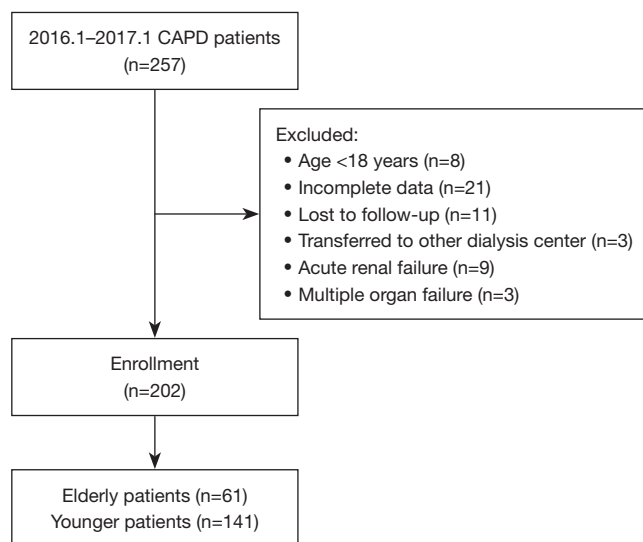 2016.1–2017.1 CAPD patients
(n=257)
Excluded:
• Age <18 years (n=8)
• Incomplete data (n=21)
• Lost to follow-up (n=11)
• Transferred to other dialysis center (n=3)
• Acute renal failure (n=9)
• Multiple organ failure (n=3)
Enrollment
(n=202)
Elderly patients (n=61)
Younger patients (n=141)